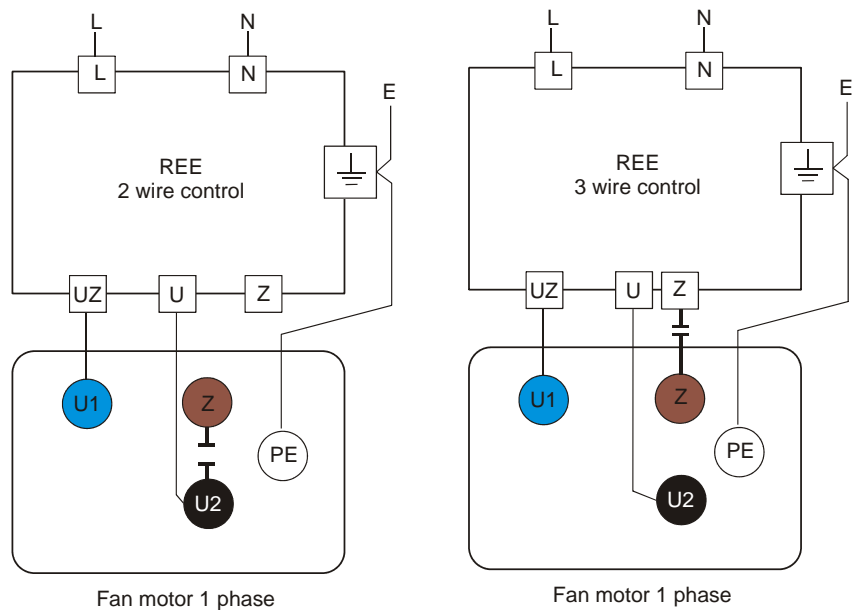 L N
L N
E
REE
2 wire control
UZ U Z
U1 Z
PE
U2
Fan motor 1 phase
L N
L N
E
REE
3 wire control
UZ U Z
U1 Z
PE
U2
Fan motor 1 phase